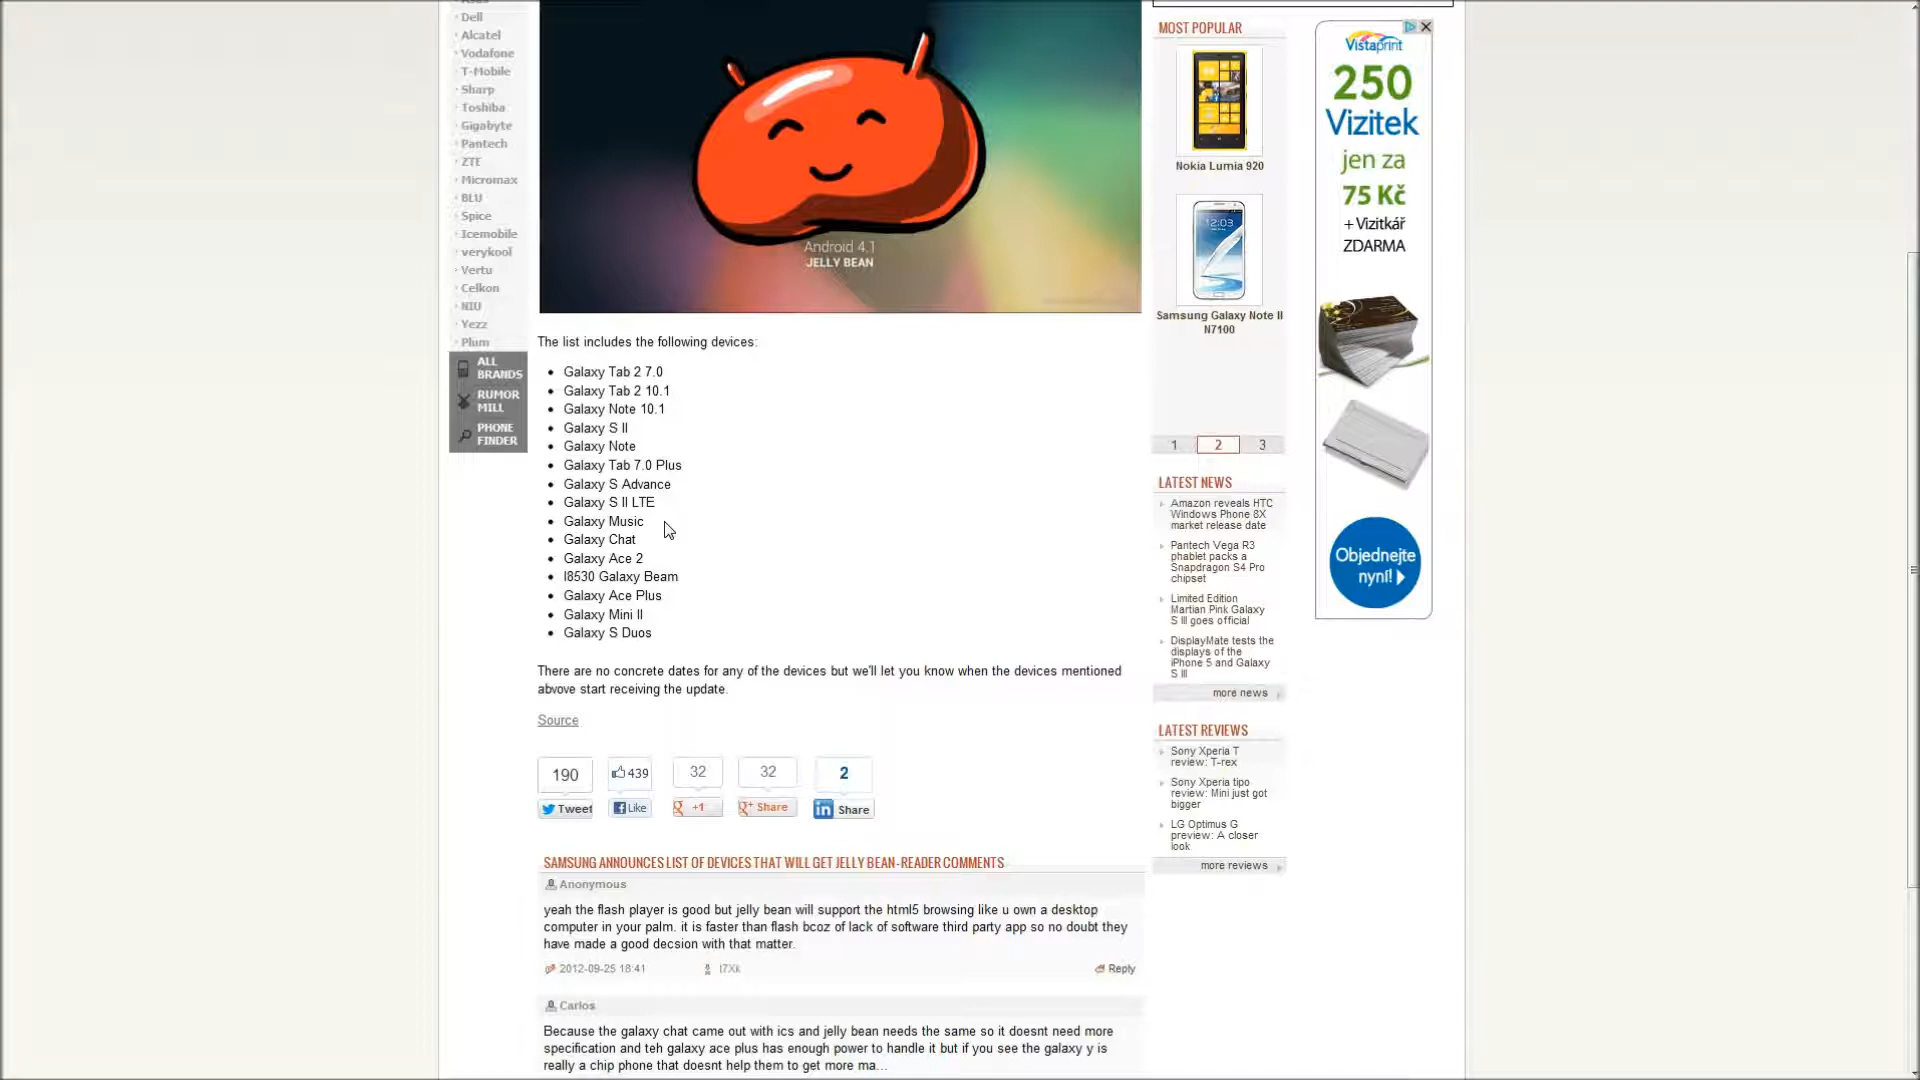 Dell
Alcatel
Vodafone
T-Mobile
Sharp
Toshiba
Gigabyte
Pantech
ZTE
Micromax
BLU
Spice
Icemobile
verykool
Vertu
Celkon
NIU
Yezz
Plum
ALL
BRANDS
RUMOR
MILL
PHONE
FINDER
Android 4.1
JELLY BEAN
The list includes the following devices:
Galaxy Tab 2 7.0
Galaxy Tab 2 10.1
Galaxy Note 10.1
Galaxy S II
Galaxy Note
Galaxy Tab 7.0 Plus
Galaxy S Advance
Galaxy S II LTE
Galaxy Music
Galaxy Chat
Galaxy Ace 2
I8530 Galaxy Beam
Galaxy Ace Plus
Galaxy Mini II
Galaxy S Duos
There are no concrete dates for any of the devices but we'll let you know when the devices mentioned
abvove start receiving the update.
Source
190 439 32 32 2
Tweet Like +1 Share Share
SAMSUNG ANNOUNCES LIST OF DEVICES THAT WILL GET JELLY BEAN - READER COMMENTS
Anonymous
yeah the flash player is good but jelly bean will support the html5 browsing like u own a desktop
computer in your palm. it is faster than flash bcoz of lack of software third party app so no doubt they
have made a good decsion with that matter.
2012-09-25 18:41 t7Xk Reply
Carlos
Because the galaxy chat came out with ics and jelly bean needs the same so it doesnt need more
specification and teh galaxy ace plus has enough power to handle it but if you see the galaxy y is
really a chip phone that doesnt help them to get more ma...
MOST POPULAR
Nokia Lumia 920
12:03
Samsung Galaxy Note II
N7100
1 2 3
LATEST NEWS
Amazon reveals HTC
Windows Phone 8X
market release date
Pantech Vega R3
phablet packs a
Snapdragon S4 Pro
chipset
Limited Edition
Martian Pink Galaxy
S III goes official
DisplayMate tests the
displays of the
iPhone 5 and Galaxy
S III
more news
LATEST REVIEWS
Sony Xperia T
review: T-rex
Sony Xperia tipo
review: Mini just got
bigger
LG Optimus G
preview: A closer
look
more reviews
Vistaprint
250
Vizitek
jen za
75 Kč
+ Vizitkář
ZDARMA
Objednejte
nyní!